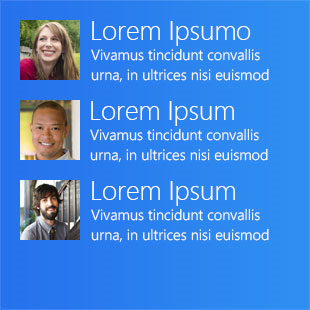 Lorem Ipsumo
Vivamus tincidunt convallis
urna, in ultrices nisi euismod
Lorem Ipsum
Vivamus tincidunt convallis
urna, in ultrices nisi euismod
Lorem Ipsum
Vivamus tincidunt convallis
urna, in ultrices nisi euismod